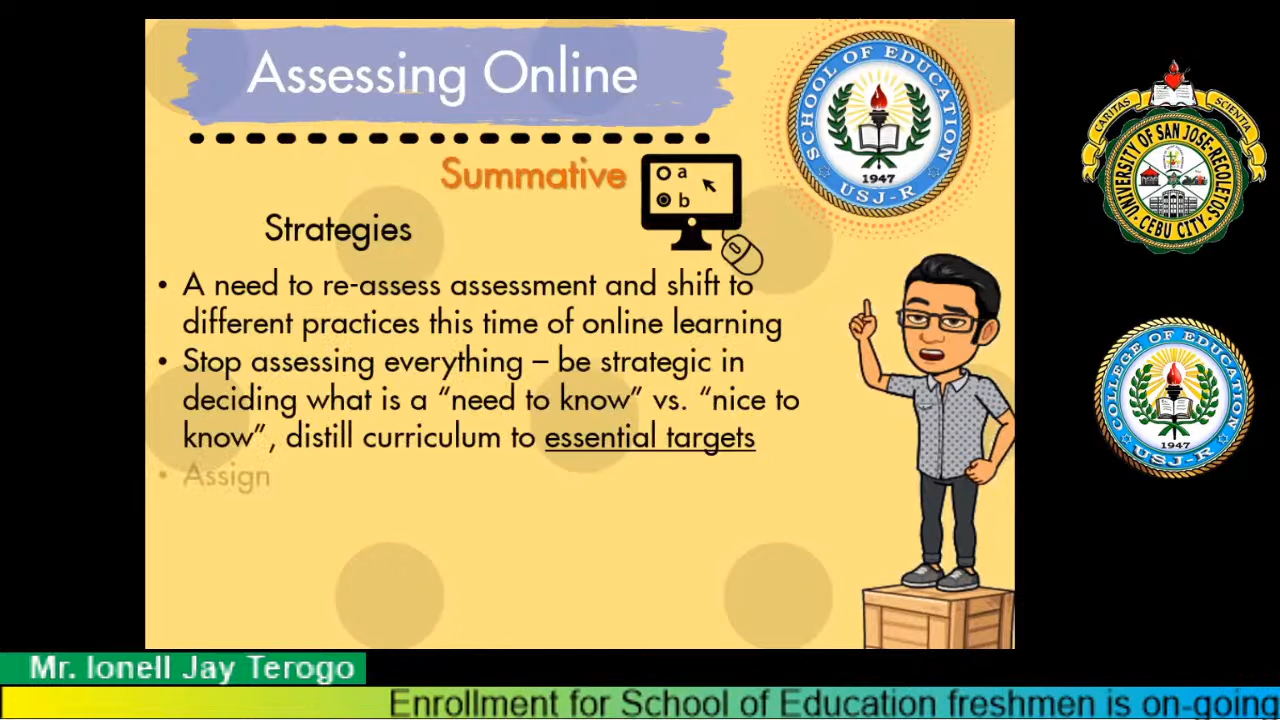 Assessing Online
Summative
a
b
Strategies
• A need to re-assess assessment and shift to
different practices this time of online learning
• Stop assessing everything – be strategic in
deciding what is a “need to know” vs. “nice to
know”, distill curriculum to essential targets
• Assign
SCHOOL OF EDUCATION
1947
USJ-R
CARITAS
SCIENTIA
UNIVERSITY OF SAN JOSE-RECOLETOS
CEBU CITY
COLLEGE OF EDUCATION
1947
USJ-R
Mr. Ionell Jay Terogo
Enrollment for School of Education freshmen is on-going